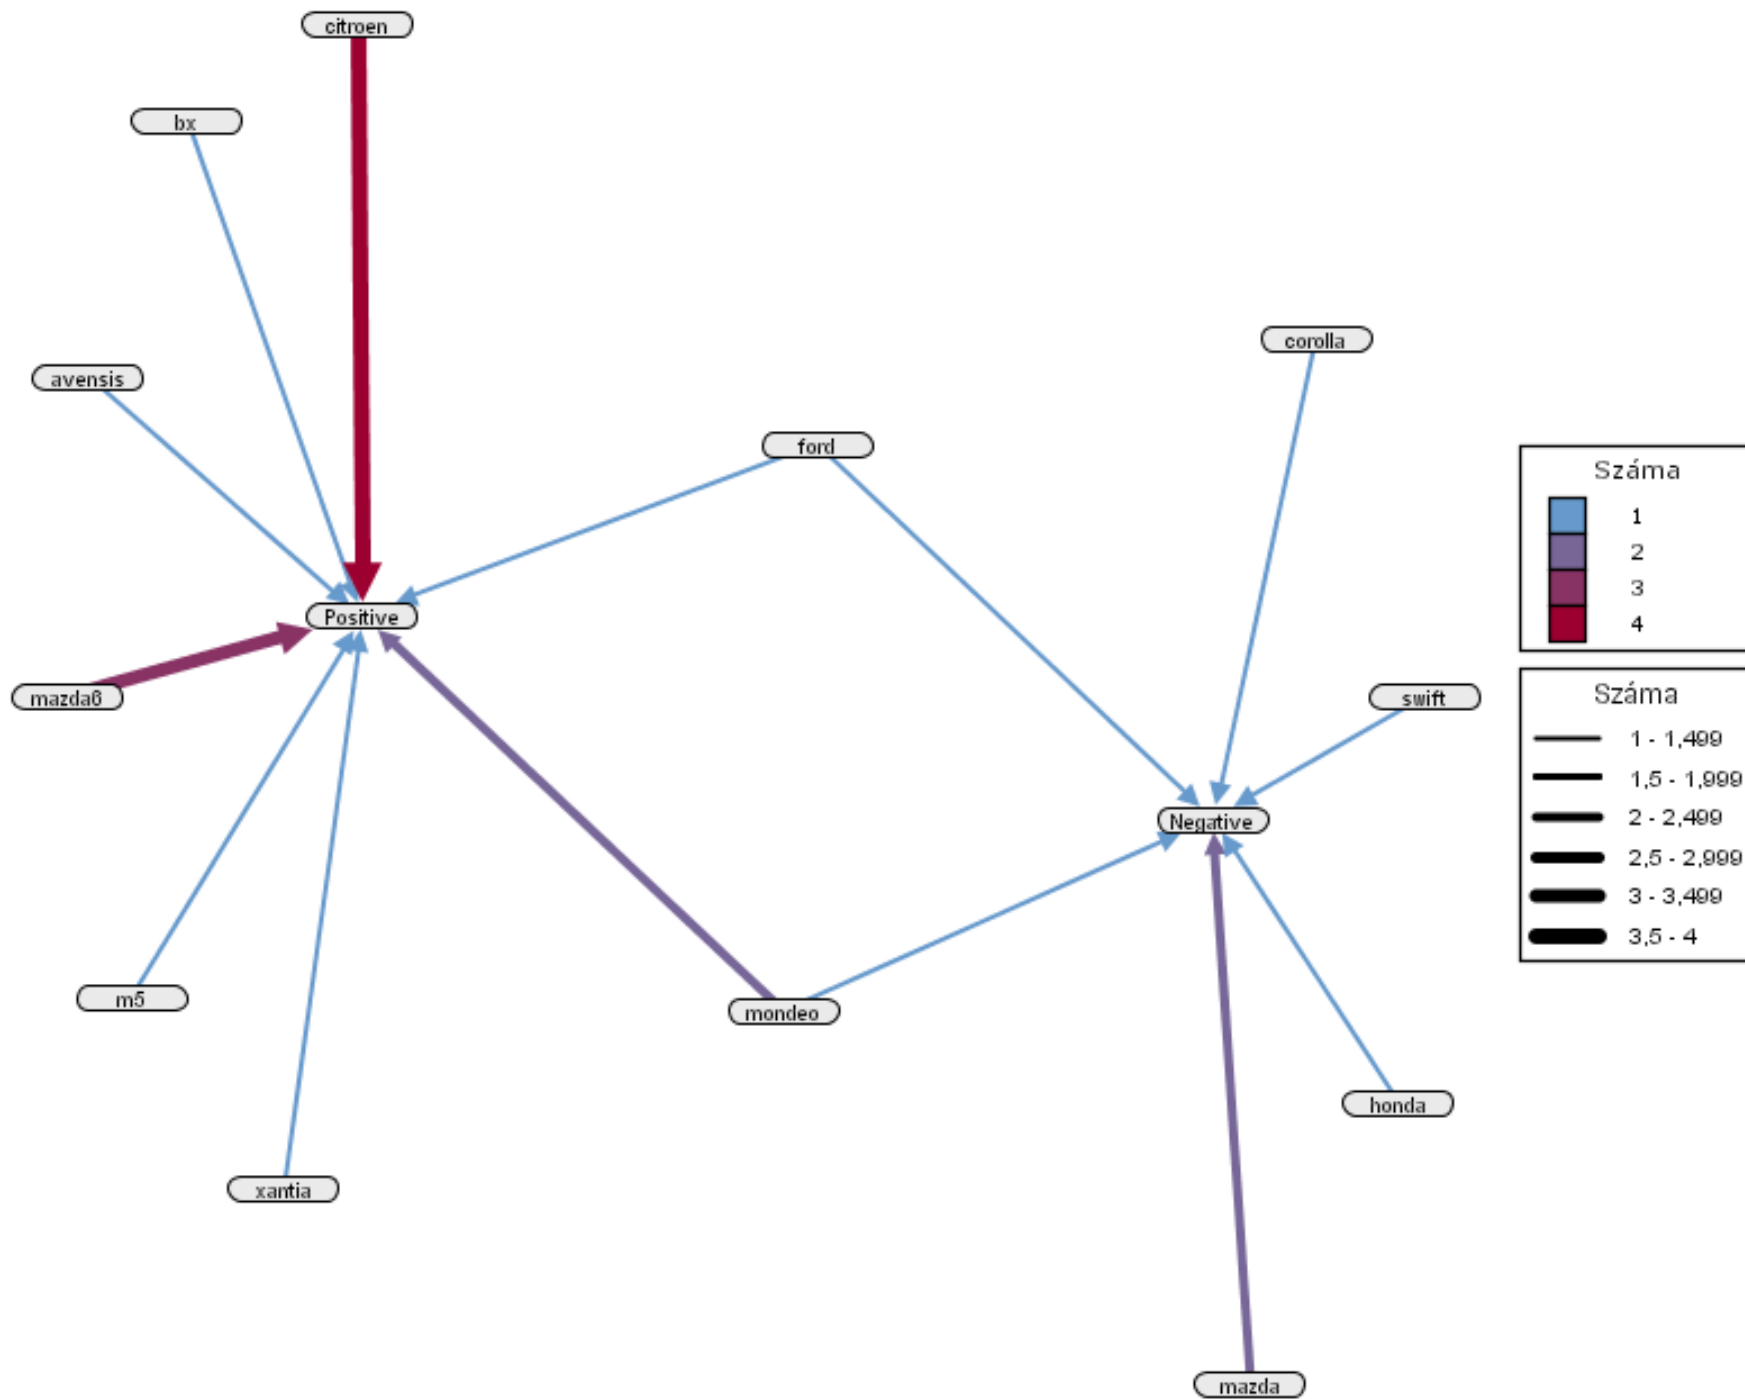 citroen
bx
corolla
avensis
ford
Száma
1
2
3
4
Positive
mazda6
swift
Száma
1 - 1,499
1,5 - 1,999
2 - 2,499
2,5 - 2,999
3 - 3,499
3,5 - 4
Negative
m5
mondeo
honda
xantia
mazda